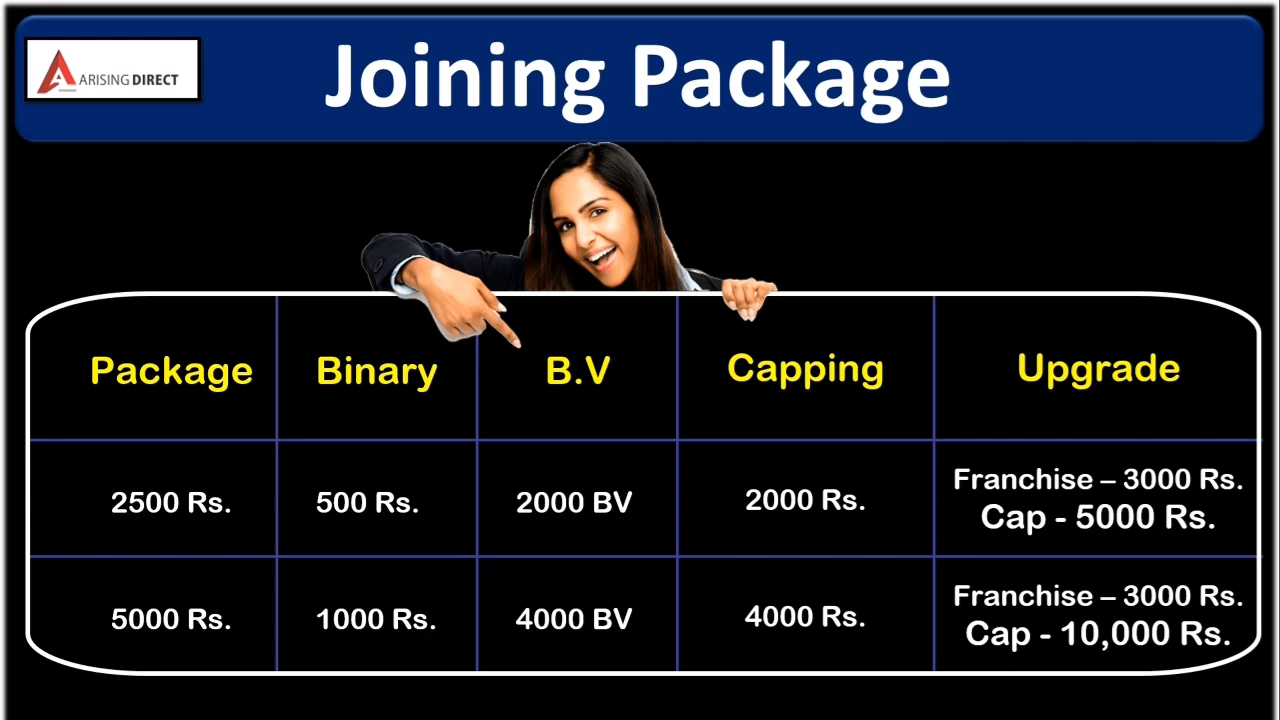 ARISING DIRECT
Joining Package
Package Binary B.V Capping Upgrade
2500 Rs. 500 Rs. 2000 BV 2000 Rs. Franchise – 3000 Rs.
Cap - 5000 Rs.
5000 Rs. 1000 Rs. 4000 BV 4000 Rs. Franchise – 3000 Rs.
Cap - 10,000 Rs.